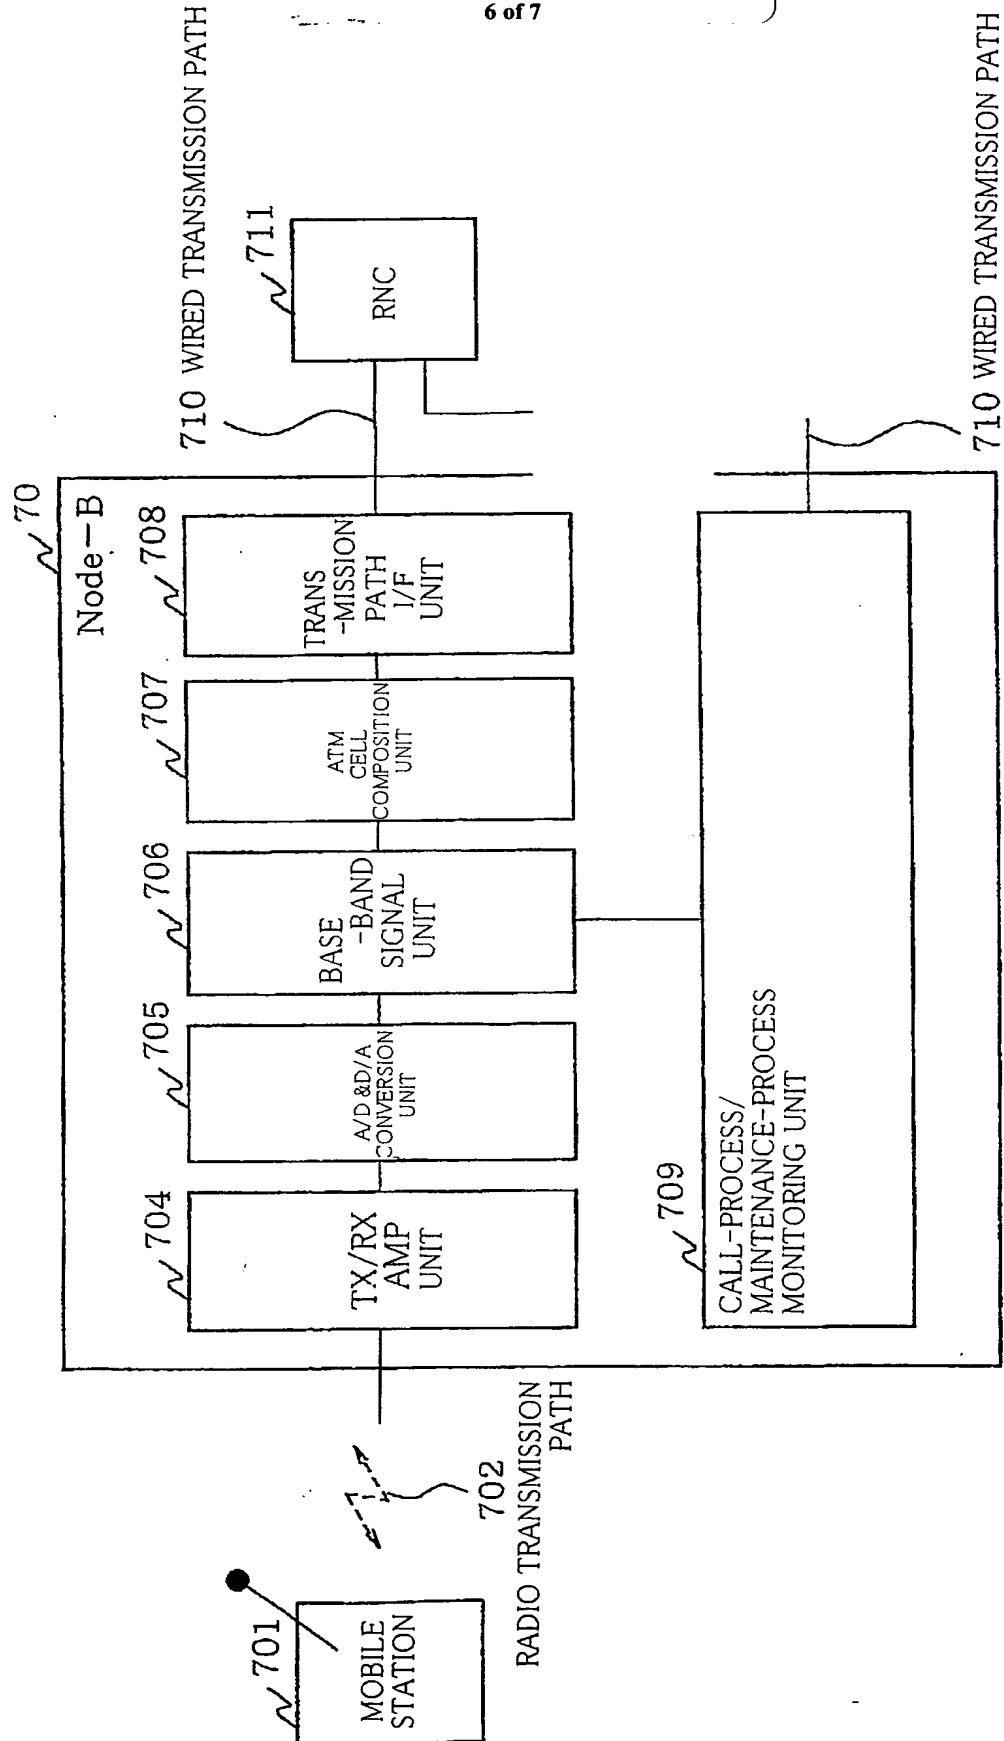 6 of 7
70
Node-B
701
MOBILE
STATION
702
RADIO TRANSMISSION
PATH
704
TX/RX
AMP
UNIT
705
A/D &D/A
CONVERSION
UNIT
706
BASE
-BAND
SIGNAL
UNIT
707
ATM
CELL
COMPOSITION
UNIT
708
TRANS
-MISSION
PATH
I/F
UNIT
710 WIRED TRANSMISSION PATH
711
RNC
709
CALL-PROCESS/
MAINTENANCE-PROCESS
MONITORING UNIT
710 WIRED TRANSMISSION PATH